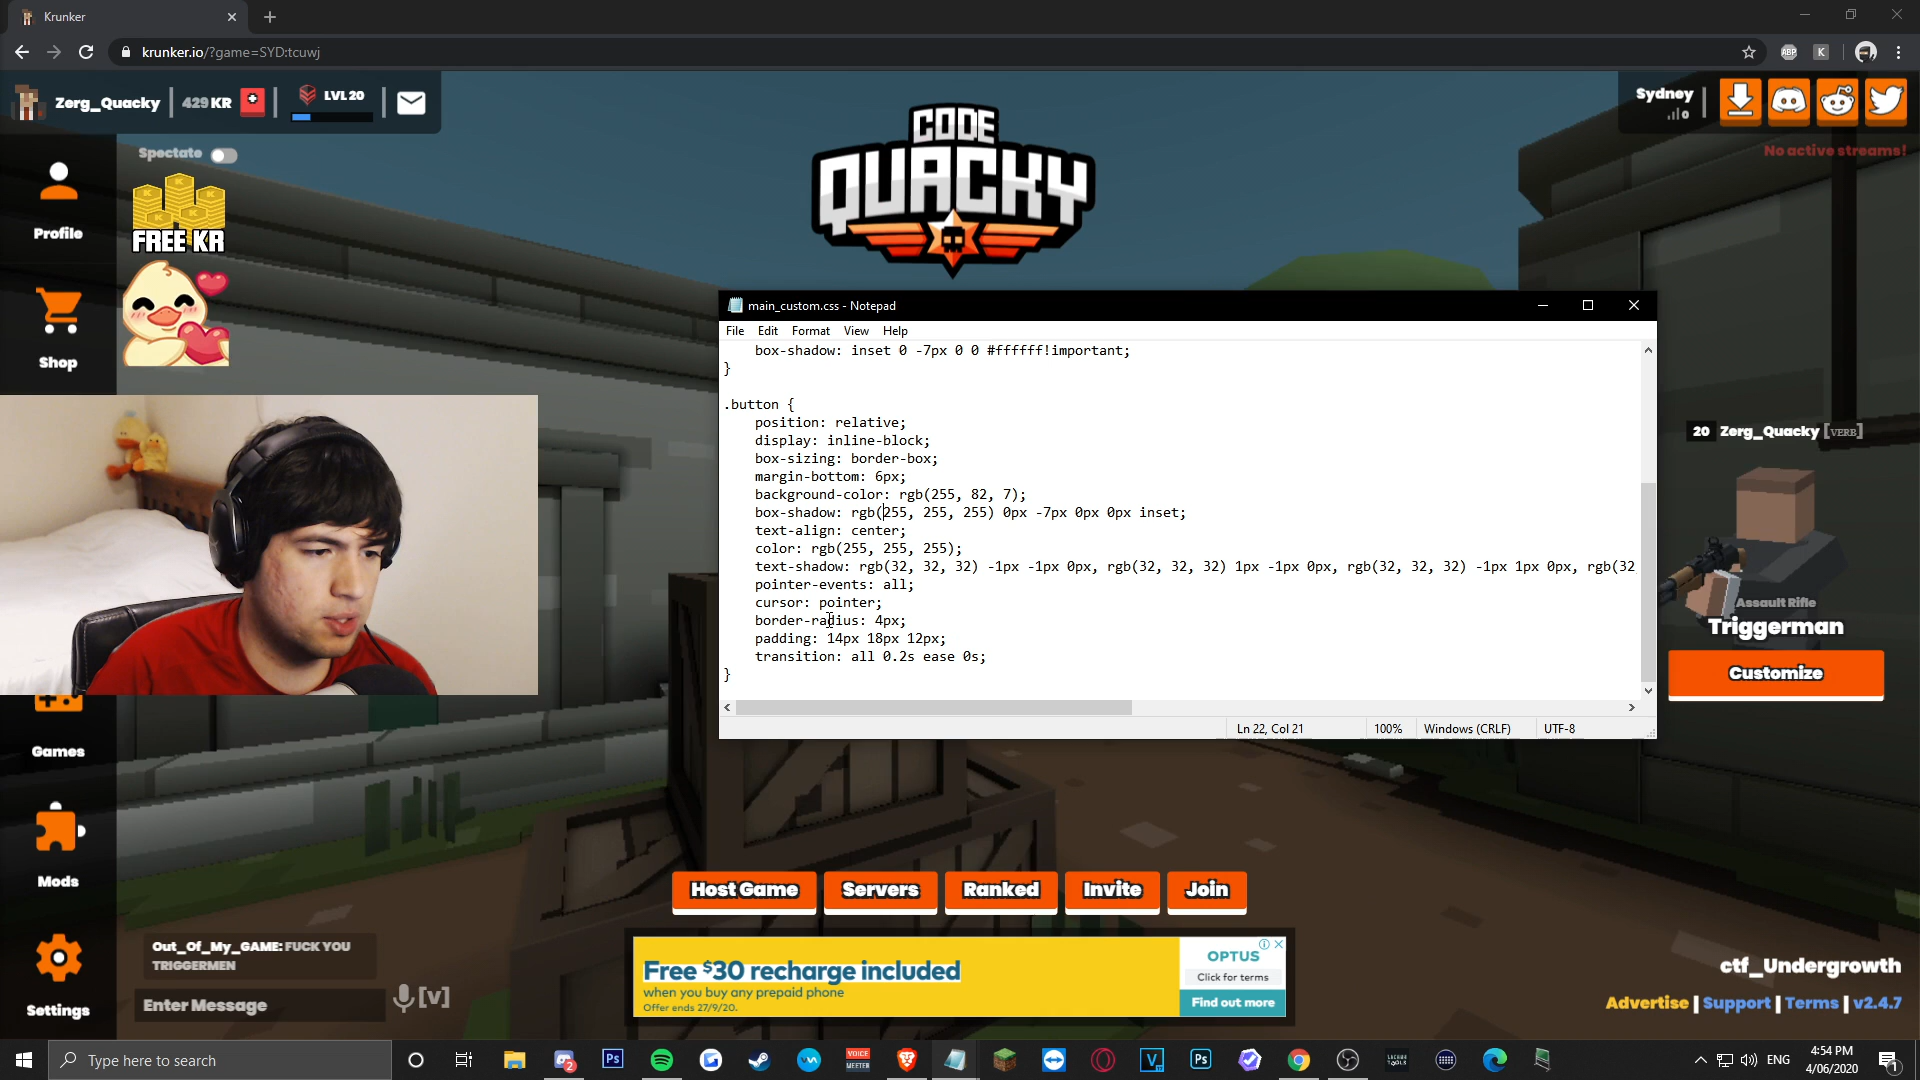 Krunker
krunker.io/?game=SYD:tcuwj
ABP
K
Zerg_Quacky
429 KR
LVL 20
Sydney
0
No active streams!
Spectate
FREE KR
CODE
QUACKY
Profile
Shop
Games
Mods
Settings
main_custom.css - Notepad
File Edit Format View Help
box-shadow: inset 0 -7px 0 0 #ffffff!important;
}
.button {
position: relative;
display: inline-block;
box-sizing: border-box;
margin-bottom: 6px;
background-color: rgb(255, 82, 7);
box-shadow: rgb(255, 255, 255) 0px -7px 0px 0px inset;
text-align: center;
color: rgb(255, 255, 255);
text-shadow: rgb(32, 32, 32) -1px -1px 0px, rgb(32, 32, 32) 1px -1px 0px, rgb(32, 32, 32) -1px 1px 0px, rgb(32
pointer-events: all;
cursor: pointer;
border-radius: 4px;
padding: 14px 18px 12px;
transition: all 0.2s ease 0s;
}
Ln 22, Col 21
100%
Windows (CRLF)
UTF-8
20 Zerg_Quacky [VERB]
Assault Rifle
Triggerman
Customize
Host Game
Servers
Ranked
Invite
Join
Out_Of_My_GAME: FUCK YOU
TRIGGERMEN
Enter Message
[v]
Free $30 recharge included
when you buy any prepaid phone
Offer ends 27/9/20.
OPTUS
Click for terms
Find out more
ctf_Undergrowth
Advertise | Support | Terms | v2.4.7
Type here to search
2
Ps
VOICE
MEETER
V
Ps
ENG
4:54 PM
4/06/2020
1